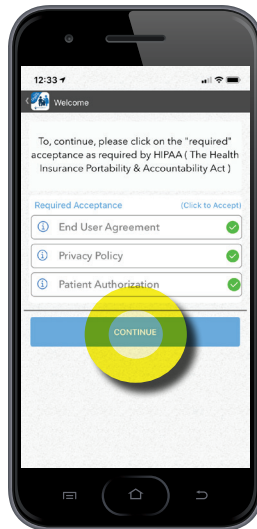 12:33
Welcome
To, continue, please click on the "required"
acceptance as required by HIPAA ( The Health
Insurance Portability & Accountability Act )
Required Acceptance (Click to Accept)
End User Agreement
Privacy Policy
Patient Authorization
CONTINUE